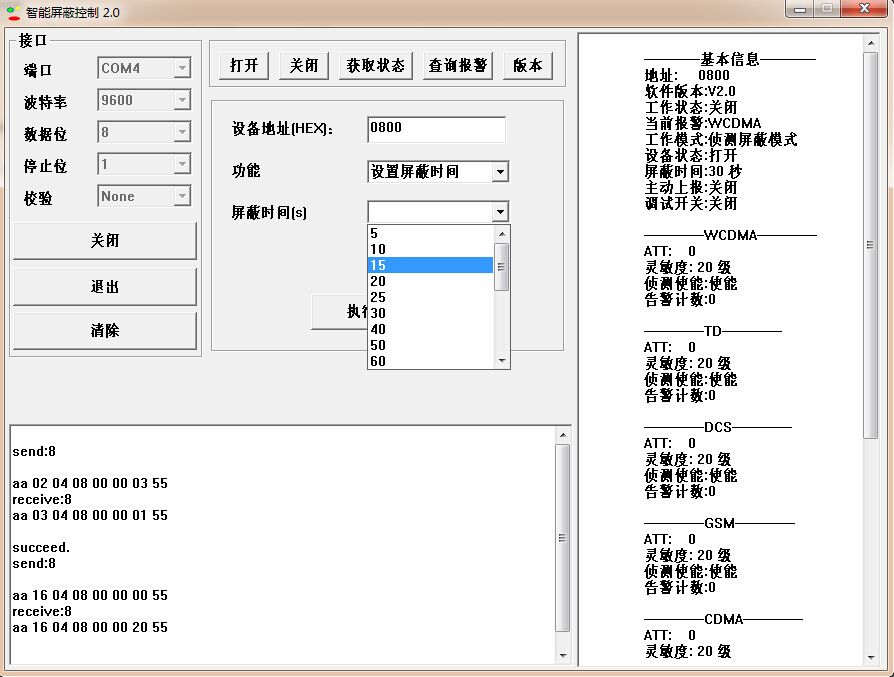 智能屏蔽控制 2.0
接口
端口 COM4
波特率 9600
数据位 8
停止位 1
校验 None
关闭
退出
清除
打开 关闭 获取状态 查询报警 版本
设备地址(HEX): 0800
功能 设置屏蔽时间
屏蔽时间(s)
5
10
15
20
25
30
40
50
60
执行
send:8
aa 02 04 08 00 00 03 55
receive:8
aa 03 04 08 00 00 01 55
succeed.
send:8
aa 16 04 08 00 00 00 55
receive:8
aa 16 04 08 00 00 20 55
————基本信息————
地址: 0800
软件版本:V2.0
工作状态:关闭
当前报警:WCDMA
工作模式:侦测屏蔽模式
设备状态:打开
屏蔽时间:30 秒
主动上报:关闭
调试开关:关闭
————WCDMA————
ATT: 0
灵敏度: 20 级
侦测使能:使能
告警计数:0
————TD————
ATT: 0
灵敏度: 20 级
侦测使能:使能
告警计数:0
————DCS————
ATT: 0
灵敏度: 20 级
侦测使能:使能
告警计数:0
————GSM————
ATT: 0
灵敏度: 20 级
侦测使能:使能
告警计数:0
————CDMA————
ATT: 0
灵敏度: 20 级